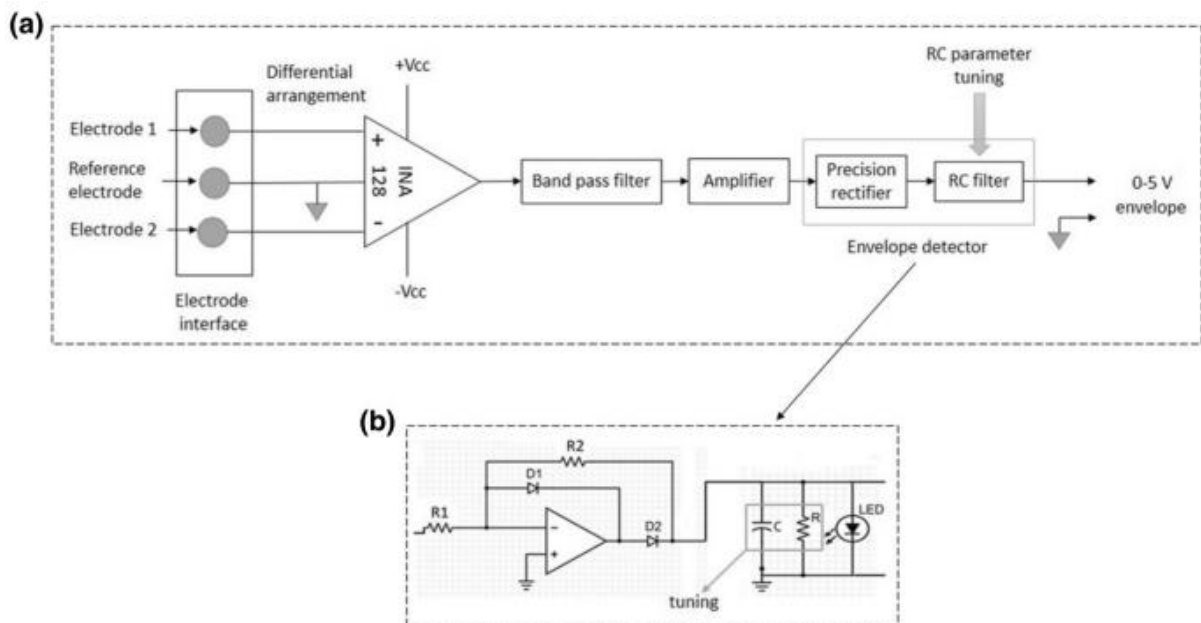 (a)
Differential
arrangement
+Vcc
RC parameter
tuning
Electrode 1
Reference
electrode
Electrode 2
+
INA
128
-
Band pass filter
Amplifier
Precision
rectifier
RC filter
0-5 V
envelope
Envelope detector
-Vcc
Electrode
interface
(b)
R2
D1
R1
-
+
D2
C
R
LED
tuning